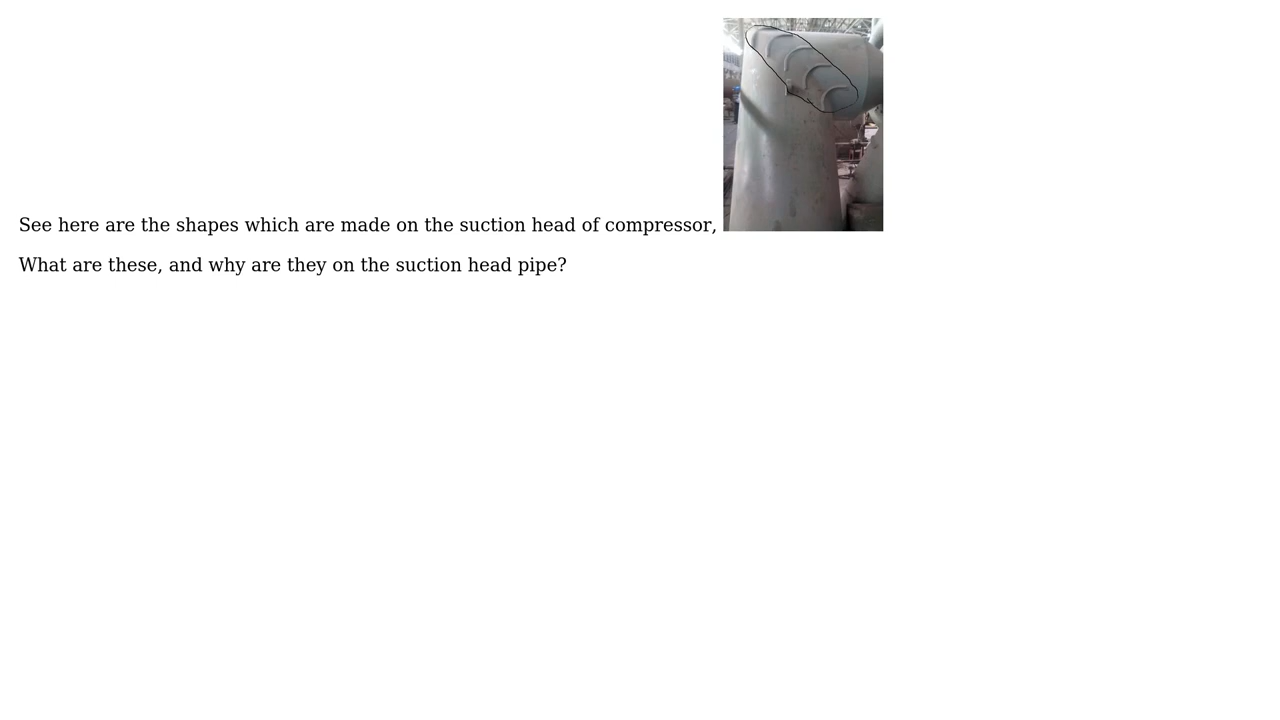 See here are the shapes which are made on the suction head of compressor,
What are these, and why are they on the suction head pipe?